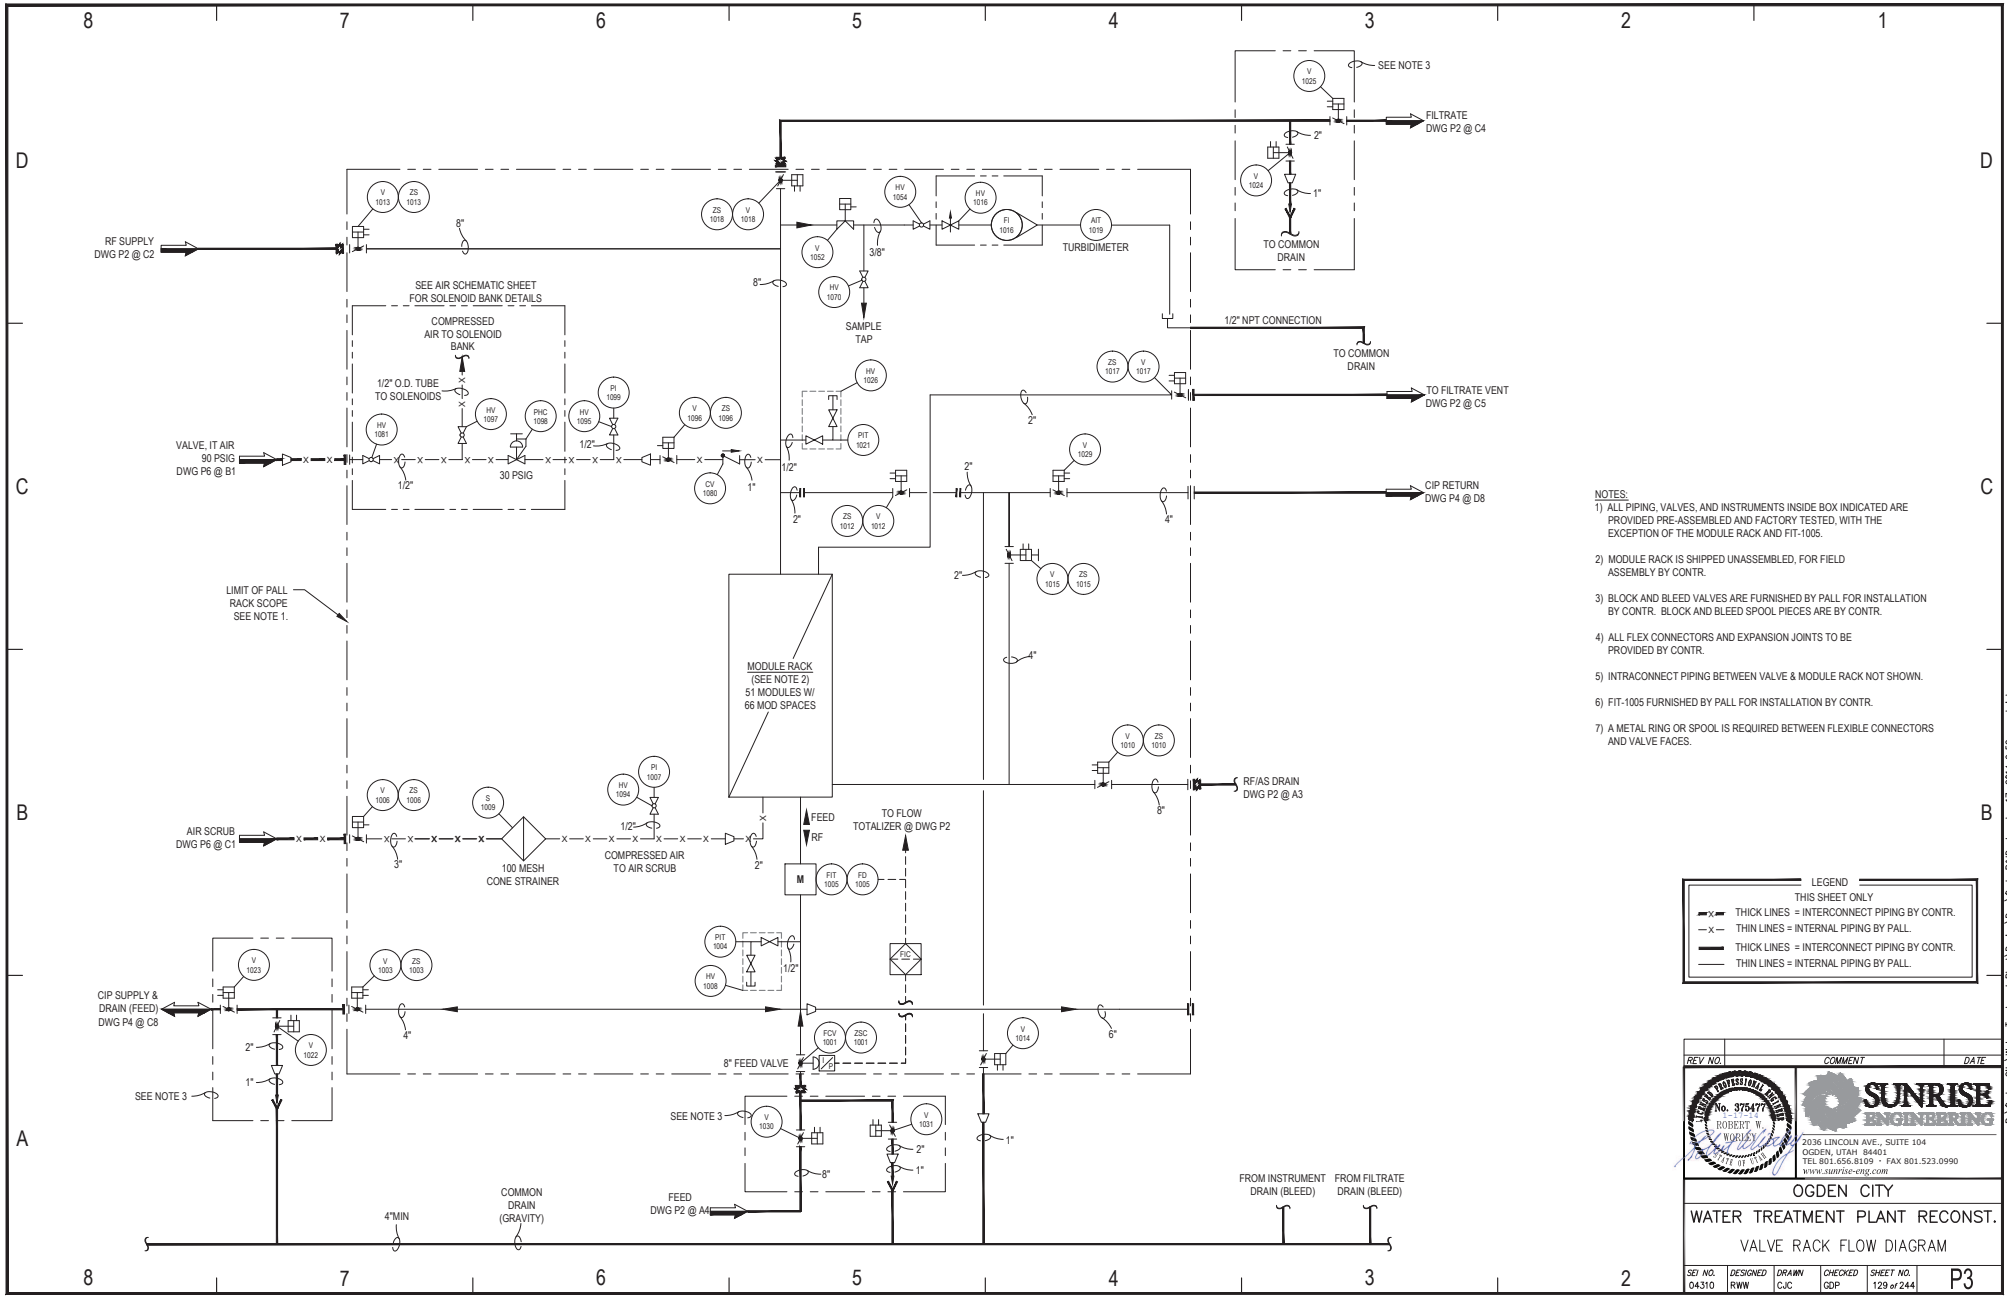 8 7 6 5 4 3 2 1
SEE NOTE 3
V
1025
FILTRATE
DWG P2 @ C4
2"
D
D
V
1024
1"
TO COMMON
DRAIN
V
1013
ZS
1013
8"
RF SUPPLY
DWG P2 @ C2
ZS
1018
V
1018
HV
1054
HV
1016
FI
1016
AIT
1019
TURBIDIMETER
V
1052
3/8"
8"
HV
1070
SAMPLE
TAP
SEE AIR SCHEMATIC SHEET
FOR SOLENOID BANK DETAILS
COMPRESSED
AIR TO SOLENOID
BANK
1/2" O.D. TUBE
TO SOLENOIDS
1/2" NPT CONNECTION
TO COMMON
DRAIN
ZS
1017
V
1017
TO FILTRATE VENT
DWG P2 @ C5
2"
HV
1026
PIT
1021
1/2"
HV
1081
HV
1097
PHC
1098
HV
1095
PI
1099
1/2"
V
1096
ZS
1096
VALVE, IT AIR
90 PSIG
DWG P6 @ B1
1/2"
30 PSIG
CV
1080
1"
C
C
2"
ZS
1012
V
1012
2"
V
1029
4"
CIP RETURN
DWG P4 @ D8
2"
V
1015
ZS
1015
4"
NOTES:
1) ALL PIPING, VALVES, AND INSTRUMENTS INSIDE BOX INDICATED ARE
PROVIDED PRE-ASSEMBLED AND FACTORY TESTED, WITH THE
EXCEPTION OF THE MODULE RACK AND FIT-1005.
2) MODULE RACK IS SHIPPED UNASSEMBLED, FOR FIELD
ASSEMBLY BY CONTR.
3) BLOCK AND BLEED VALVES ARE FURNISHED BY PALL FOR INSTALLATION
BY CONTR. BLOCK AND BLEED SPOOL PIECES ARE BY CONTR.
4) ALL FLEX CONNECTORS AND EXPANSION JOINTS TO BE
PROVIDED BY CONTR.
5) INTRACONNECT PIPING BETWEEN VALVE & MODULE RACK NOT SHOWN.
6) FIT-1005 FURNISHED BY PALL FOR INSTALLATION BY CONTR.
7) A METAL RING OR SPOOL IS REQUIRED BETWEEN FLEXIBLE CONNECTORS
AND VALVE FACES.
LIMIT OF PALL
RACK SCOPE
SEE NOTE 1.
MODULE RACK
(SEE NOTE 2)
51 MODULES W/
66 MOD SPACES
V
1010
ZS
1010
8"
RF/AS DRAIN
DWG P2 @ A3
B
B
V
1006
ZS
1006
AIR SCRUB
DWG P6 @ C1
3"
S
1009
100 MESH
CONE STRAINER
HV
1094
PI
1007
1/2"
COMPRESSED AIR
TO AIR SCRUB
2"
FEED
RF
TO FLOW
TOTALIZER @ DWG P2
M
FIT
1005
FD
1005
PIT
1004
HV
1008
1/2"
FIC
V
1023
V
1003
ZS
1003
CIP SUPPLY &
DRAIN (FEED)
DWG P4 @ C8
4"
6"
2"
V
1022
1"
SEE NOTE 3
FCV
1001
ZSC
1001
I
P
8" FEED VALVE
V
1014
1"
A
A
SEE NOTE 3
V
1030
V
1031
2"
1"
8"
FEED
DWG P2 @ A4
4"MIN
COMMON
DRAIN
(GRAVITY)
FROM INSTRUMENT
DRAIN (BLEED)
FROM FILTRATE
DRAIN (BLEED)
LEGEND
THIS SHEET ONLY
X THICK LINES = INTERCONNECT PIPING BY CONTR.
X THIN LINES = INTERNAL PIPING BY PALL.
THICK LINES = INTERCONNECT PIPING BY CONTR.
THIN LINES = INTERNAL PIPING BY PALL.
REV NO. COMMENT DATE
LICENSED PROFESSIONAL ENGINEER
No. 375477
1-17-14
ROBERT W.
WORLEY
STATE OF UTAH
SUNRISE
ENGINEERING
2036 LINCOLN AVE., SUITE 104
OGDEN, UTAH 84401
TEL 801.656.8109 · FAX 801.523.0990
www.sunrise-eng.com
OGDEN CITY
WATER TREATMENT PLANT RECONST.
VALVE RACK FLOW DIAGRAM
SEI NO.
04310
DESIGNED
RWW
DRAWN
CJC
CHECKED
GDP
SHEET NO.
129 of 244
P3
8 7 6 5 4 3 2